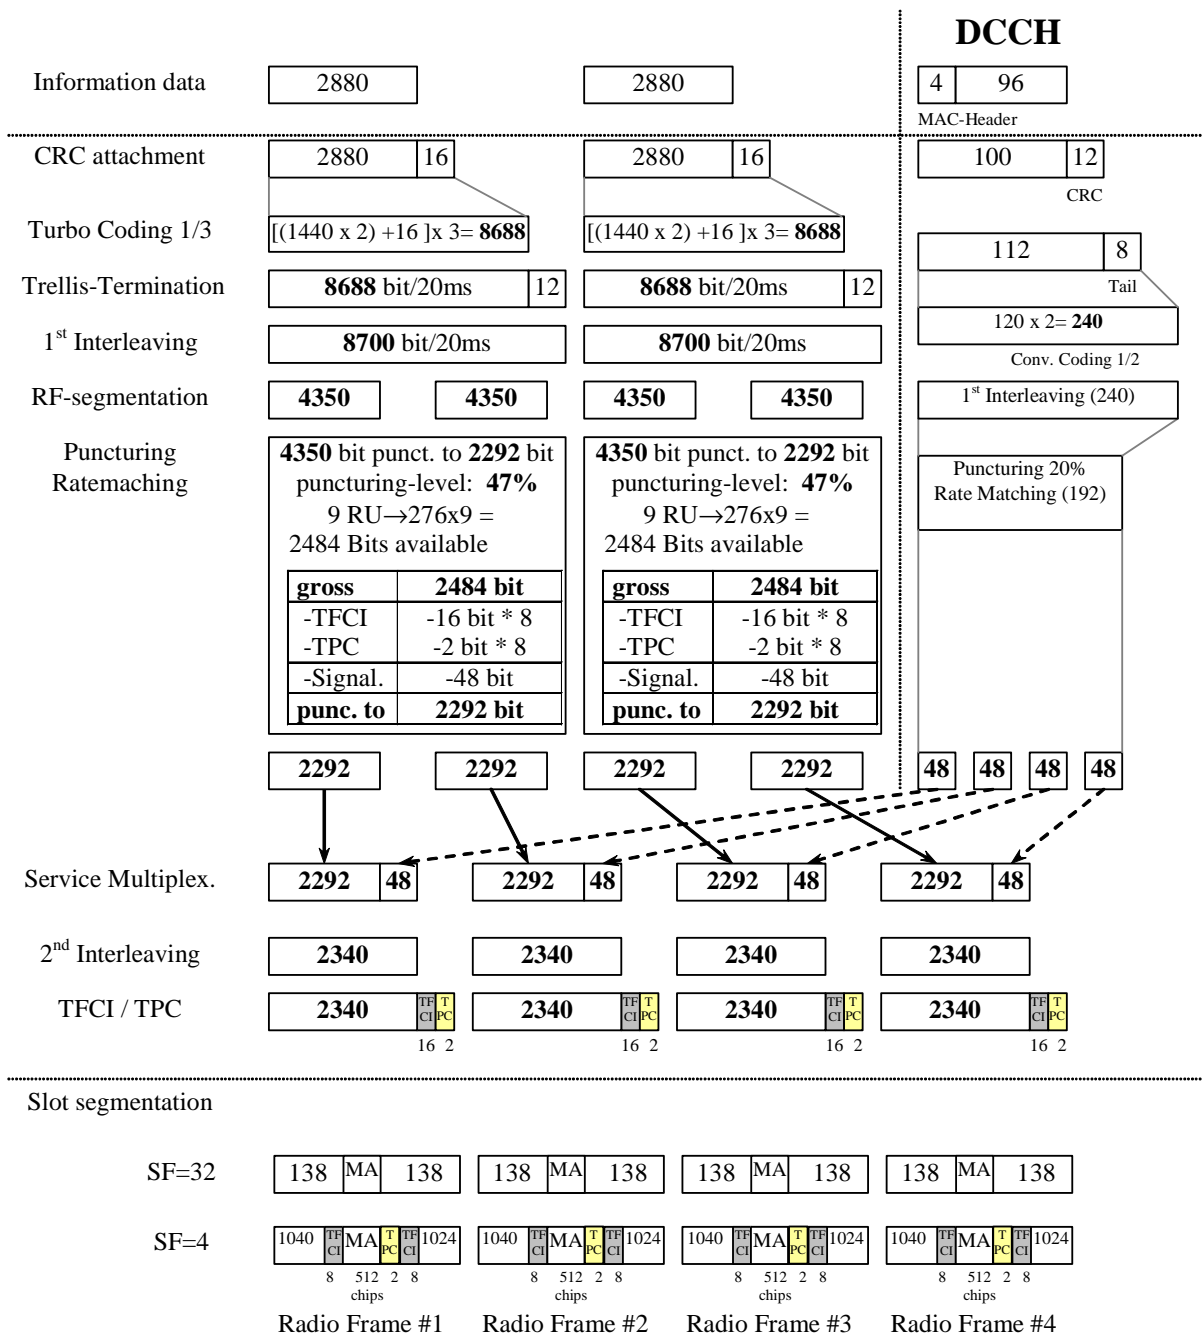 DCCH
Information data 2880 2880 4 96
MAC-Header
CRC attachment 2880 16 2880 16 100 12
CRC
Turbo Coding 1/3 [(1440 x 2) +16 ]x 3= 8688 [(1440 x 2) +16 ]x 3= 8688
112 8
Tail
Trellis-Termination 8688 bit/20ms 12 8688 bit/20ms 12
120 x 2= 240
Conv. Coding 1/2
1st Interleaving 8700 bit/20ms 8700 bit/20ms
RF-segmentation 4350 4350 4350 4350 1st Interleaving (240)
Puncturing
Ratemaching
4350 bit punct. to 2292 bit
puncturing-level: 47%
9 RU→276x9 =
2484 Bits available
gross 2484 bit
-TFCI -16 bit * 8
-TPC -2 bit * 8
-Signal. -48 bit
punc. to 2292 bit
4350 bit punct. to 2292 bit
puncturing-level: 47%
9 RU→276x9 =
2484 Bits available
gross 2484 bit
-TFCI -16 bit * 8
-TPC -2 bit * 8
-Signal. -48 bit
punc. to 2292 bit
Puncturing 20%
Rate Matching (192)
2292 2292 2292 2292 48 48 48 48
Service Multiplex. 2292 48 2292 48 2292 48 2292 48
2nd Interleaving 2340 2340 2340 2340
TFCI / TPC 2340 TF CI T PC 2340 TF CI T PC 2340 TF CI T PC 2340 TF CI T PC
16 2 16 2 16 2 16 2
Slot segmentation
SF=32 138 MA 138 138 MA 138 138 MA 138 138 MA 138
SF=4 1040 TF CI MA T PC TF CI 1024 1040 TF CI MA T PC TF CI 1024 1040 TF CI MA T PC TF CI 1024 1040 TF CI MA T PC TF CI 1024
8 512 2 8 8 512 2 8 8 512 2 8 8 512 2 8
chips chips chips chips
Radio Frame #1 Radio Frame #2 Radio Frame #3 Radio Frame #4